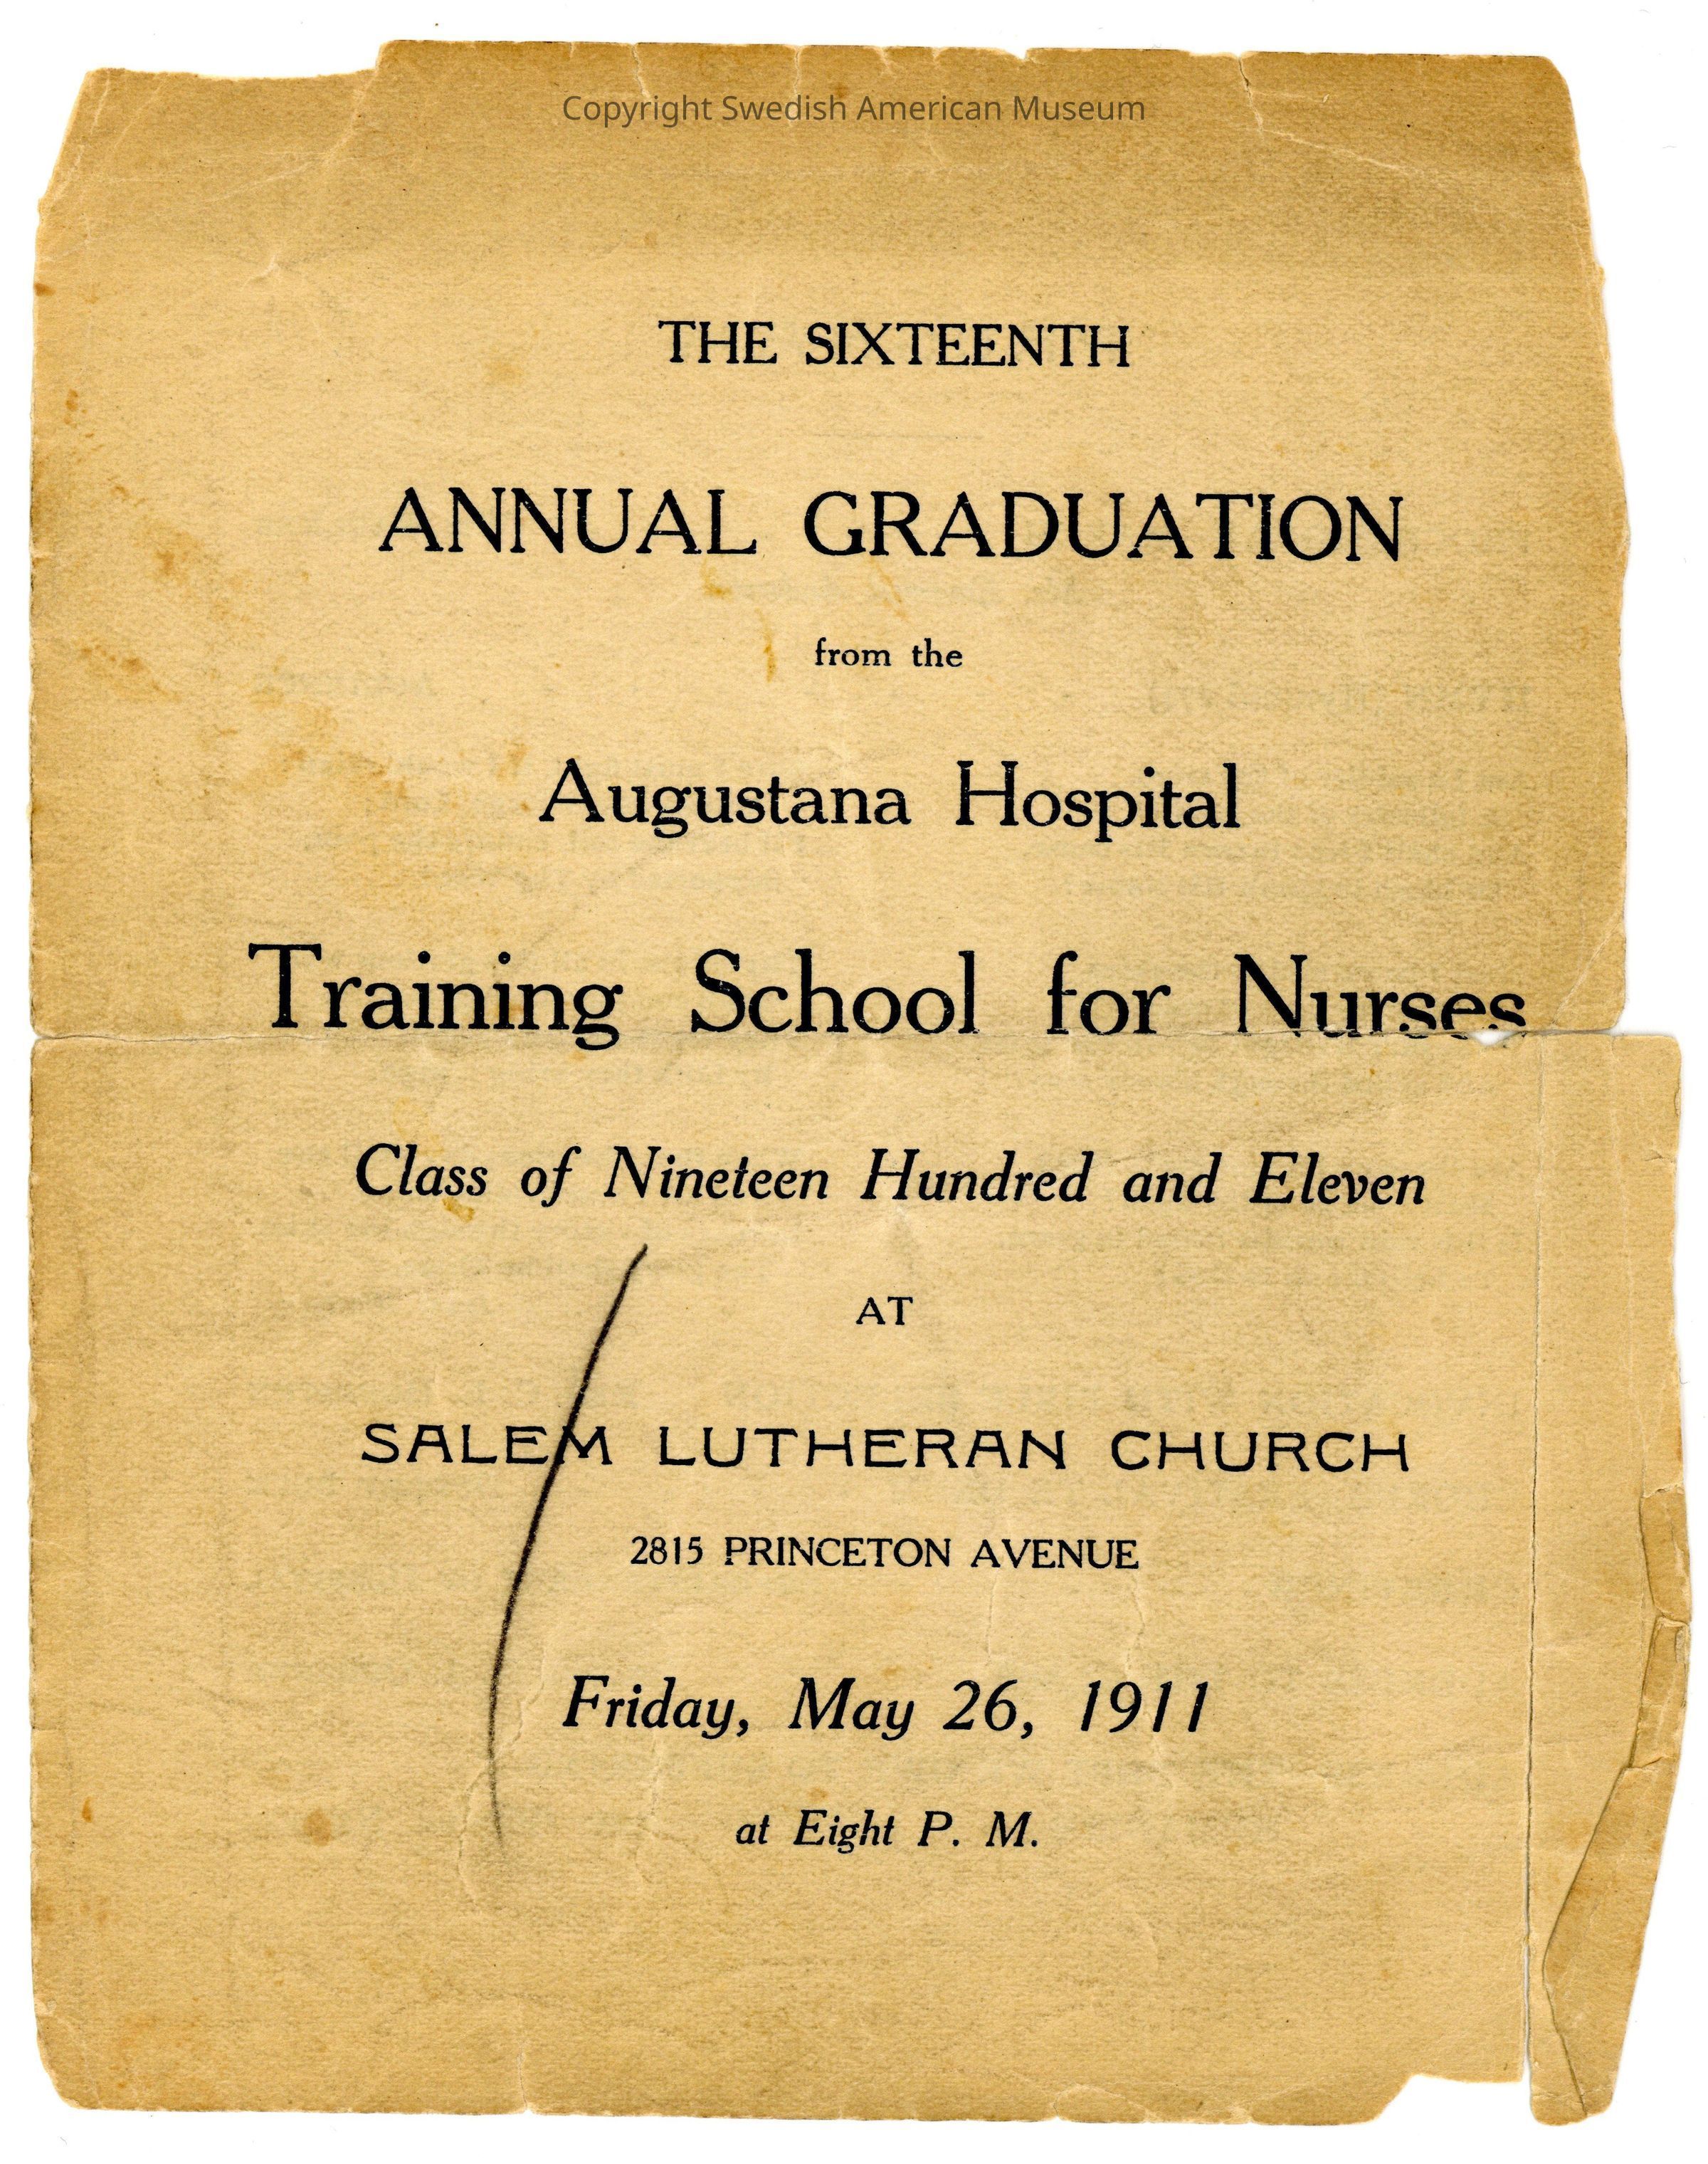 Copyright Swedish American Museum
THE SIXTEENTH
ANNUAL GRADUATION
from the
Augustana Hospital
Training School for Nurses
Class of Nineteen Hundred and Eleven
AT
SALEM LUTHERAN CHURCH
2815 PRINCETON AVENUE
Friday, May 26, 1911
at Eight P. M.